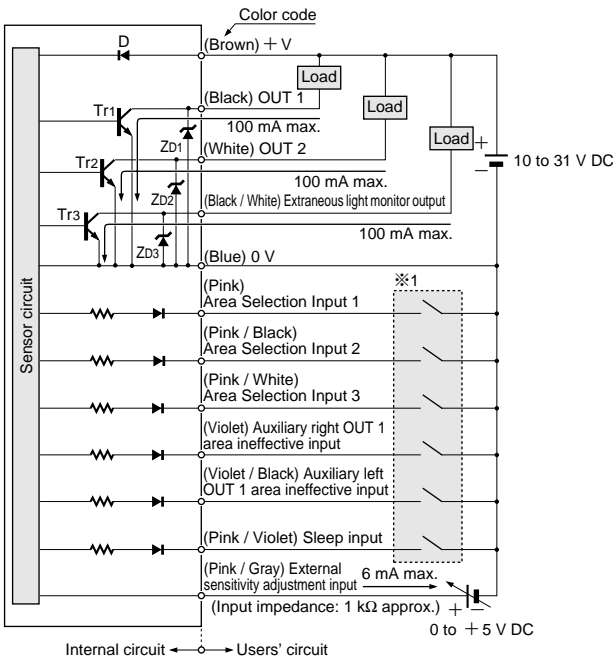 Color code
D
(Brown) + V
Load
(Black) OUT 1
Load
Tr1
100 mA max.
ZD1
(White) OUT 2
Load
+
−
10 to 31 V DC
Tr2
100 mA max.
ZD2
(Black / White) Extraneous light monitor output
Tr3
100 mA max.
ZD3
(Blue) 0 V
Sensor circuit
※1
(Pink)
Area Selection Input 1
(Pink / Black)
Area Selection Input 2
(Pink / White)
Area Selection Input 3
(Violet) Auxiliary right OUT 1
area ineffective input
(Violet / Black) Auxiliary left
OUT 1 area ineffective input
(Pink / Violet) Sleep input
(Pink / Gray) External
sensitivity adjustment input
6 mA max.
(Input impedance: 1 kΩ approx.)
+ −
0 to +5 V DC
Internal circuit
Users' circuit